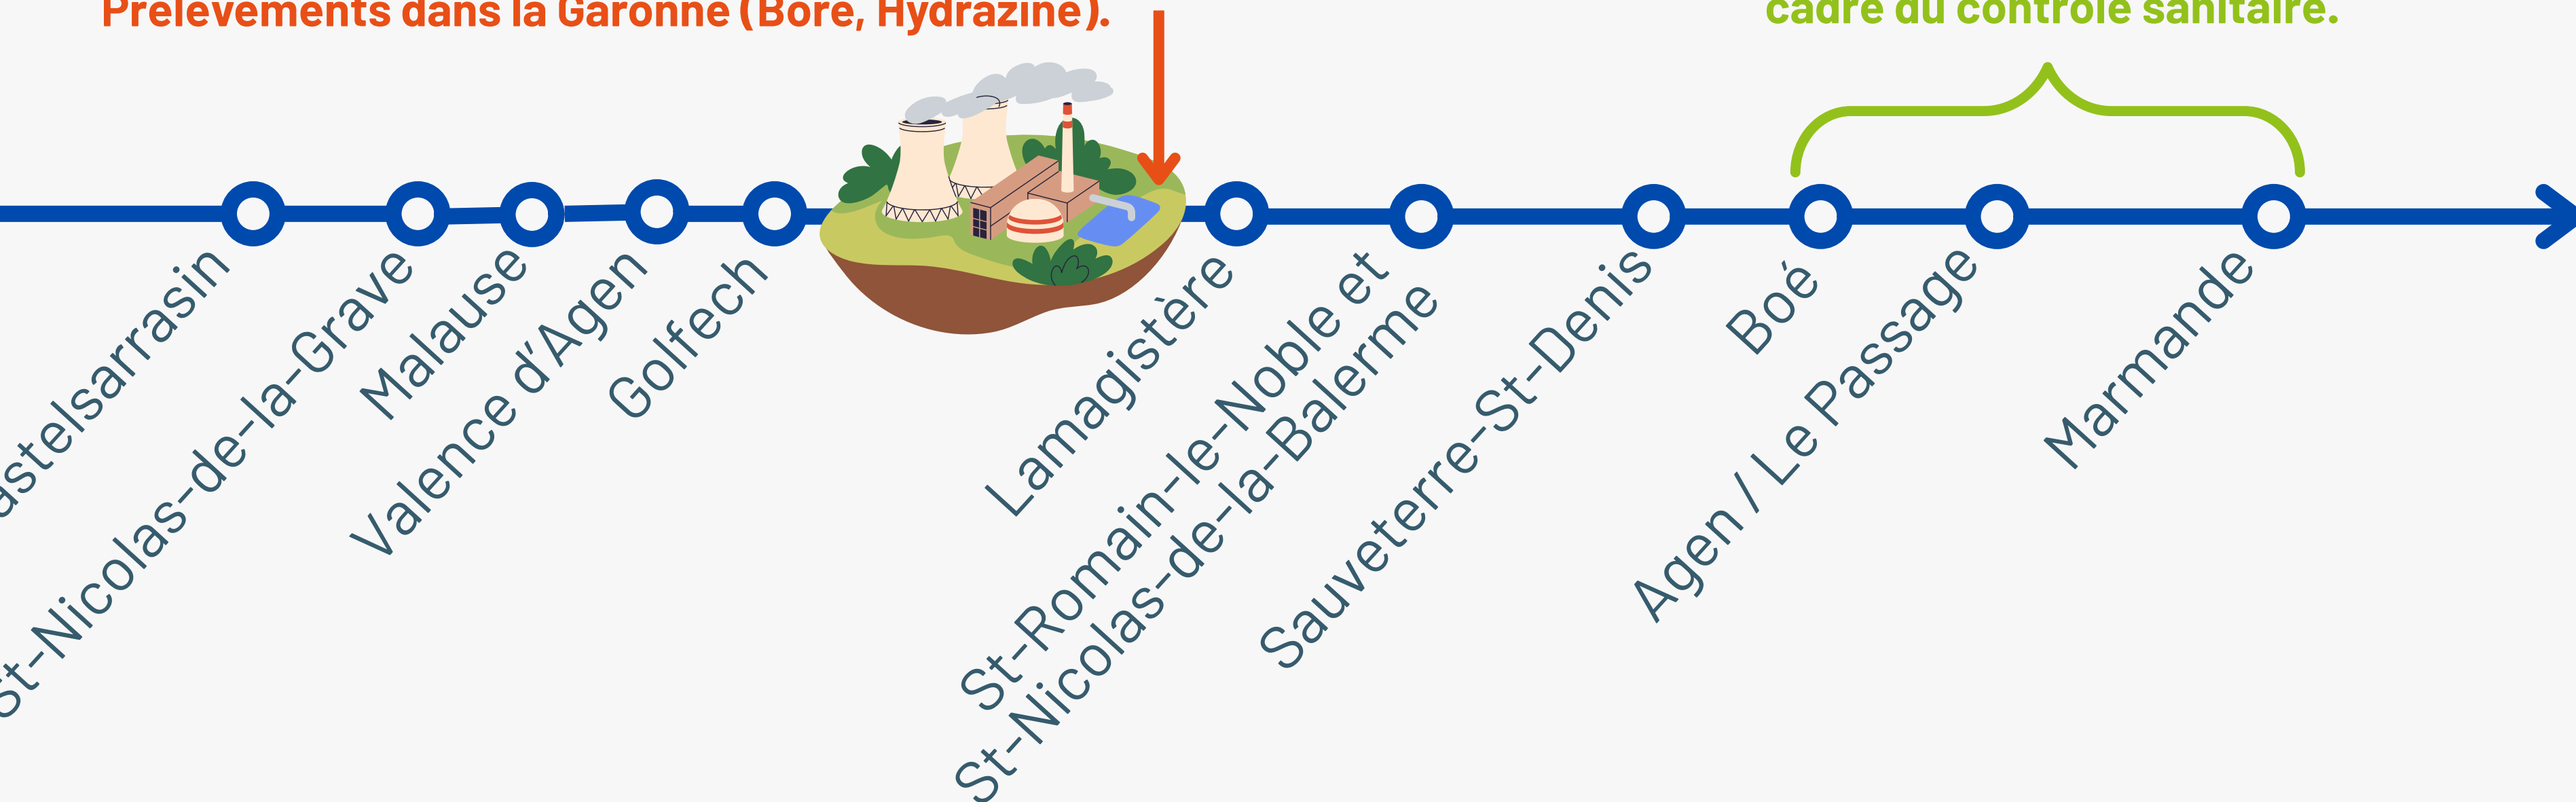 Prélèvements dans la Garonne (Bore, Hydrazine).
cadre du contrôle sanitaire.
St-Nicolas-de-la-Grave
Malause
Valence d'Agen
Golfech
Lamagistère
St-Romain-le-Noble et
St-Nicolas-de-la-Balerme
Sauveterre-St-Denis
Boé
Agen / Le Passage
Marmande